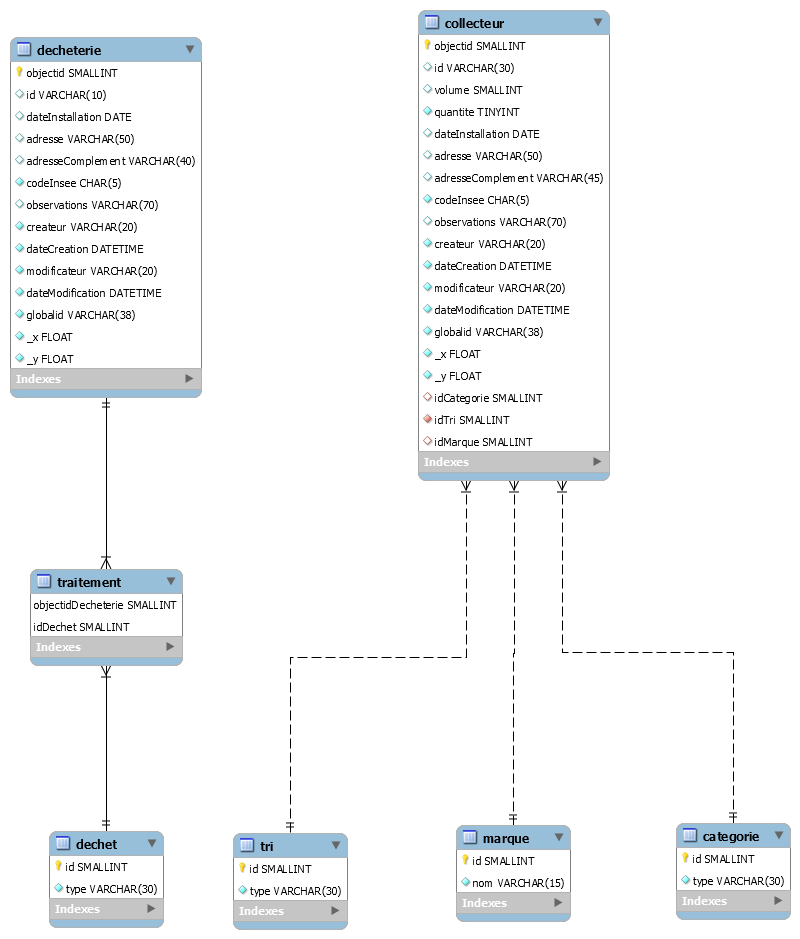 decheterie
objectid SMALLINT
id VARCHAR(10)
dateInstallation DATE
adresse VARCHAR(50)
adresseComplement VARCHAR(40)
codeInsee CHAR(5)
observations VARCHAR(70)
createur VARCHAR(20)
dateCreation DATETIME
modificateur VARCHAR(20)
dateModification DATETIME
globalid VARCHAR(38)
_x FLOAT
_y FLOAT
Indexes
collecteur
objectid SMALLINT
id VARCHAR(30)
volume SMALLINT
quantite TINYINT
dateInstallation DATE
adresse VARCHAR(50)
adresseComplement VARCHAR(45)
codeInsee CHAR(5)
observations VARCHAR(70)
createur VARCHAR(20)
dateCreation DATETIME
modificateur VARCHAR(20)
dateModification DATETIME
globalid VARCHAR(38)
_x FLOAT
_y FLOAT
idCategorie SMALLINT
idTri SMALLINT
idMarque SMALLINT
Indexes
traitement
objectidDecheterie SMALLINT
idDechet SMALLINT
Indexes
dechet
id SMALLINT
type VARCHAR(30)
Indexes
tri
id SMALLINT
type VARCHAR(30)
Indexes
marque
id SMALLINT
nom VARCHAR(15)
Indexes
categorie
id SMALLINT
type VARCHAR(30)
Indexes